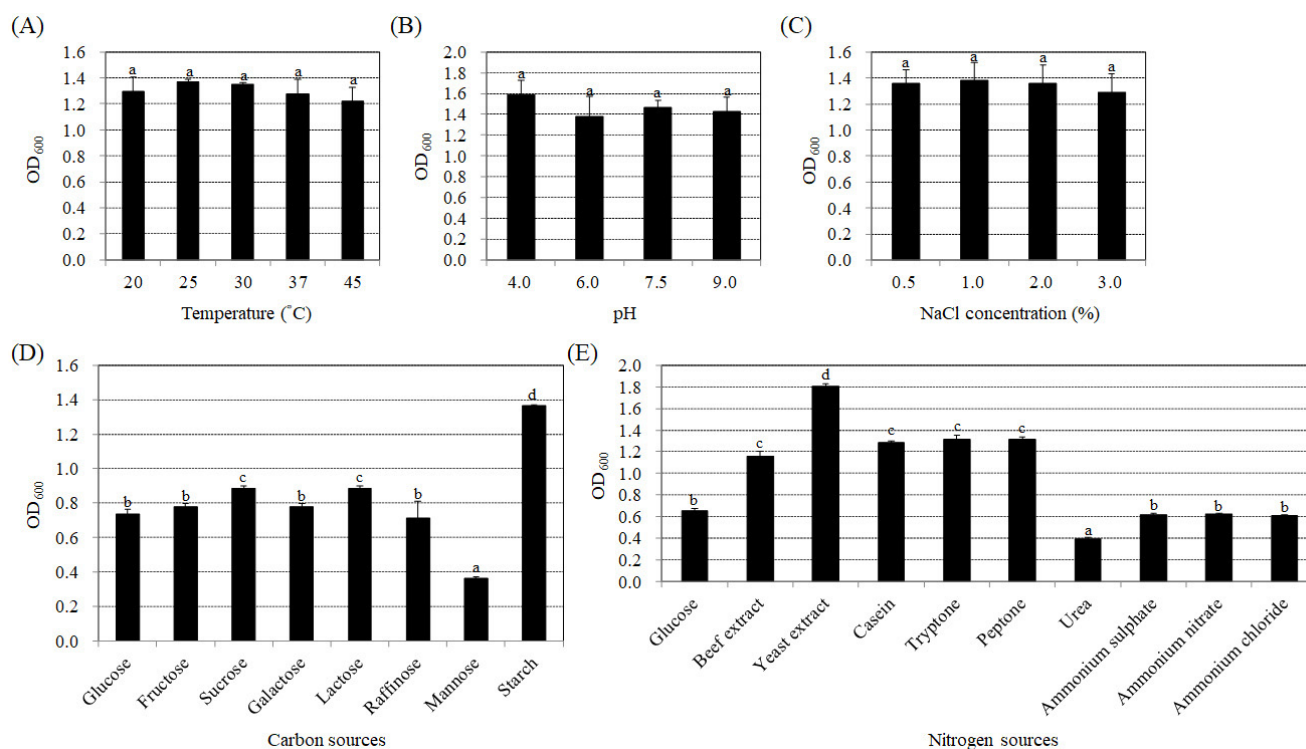 (A)
1.6
1.4
1.2
1.0
0.8
0.6
0.4
0.2
0.0
OD600
a a a a a
20 25 30 37 45
Temperature (˚C)
(B)
2.0
1.8
1.6
1.4
1.2
1.0
0.8
0.6
0.4
0.2
0.0
OD600
a a a a
4.0 6.0 7.5 9.0
pH
(C)
1.6
1.4
1.2
1.0
0.8
0.6
0.4
0.2
0.0
OD600
a a a a
0.5 1.0 2.0 3.0
NaCl concentration (%)
(D)
1.6
1.4
1.2
1.0
0.8
0.6
0.4
0.2
0.0
OD600
b b c b c b a d
Glucose
Fructose
Sucrose
Galactose
Lactose
Raffinose
Mannose
Starch
Carbon sources
(E)
2.0
1.8
1.6
1.4
1.2
1.0
0.8
0.6
0.4
0.2
0.0
OD600
b c d c c c a b b b
Glucose
Beef extract
Yeast extract
Casein
Tryptone
Peptone
Urea
Ammonium sulphate
Ammonium nitrate
Ammonium chloride
Nitrogen sources